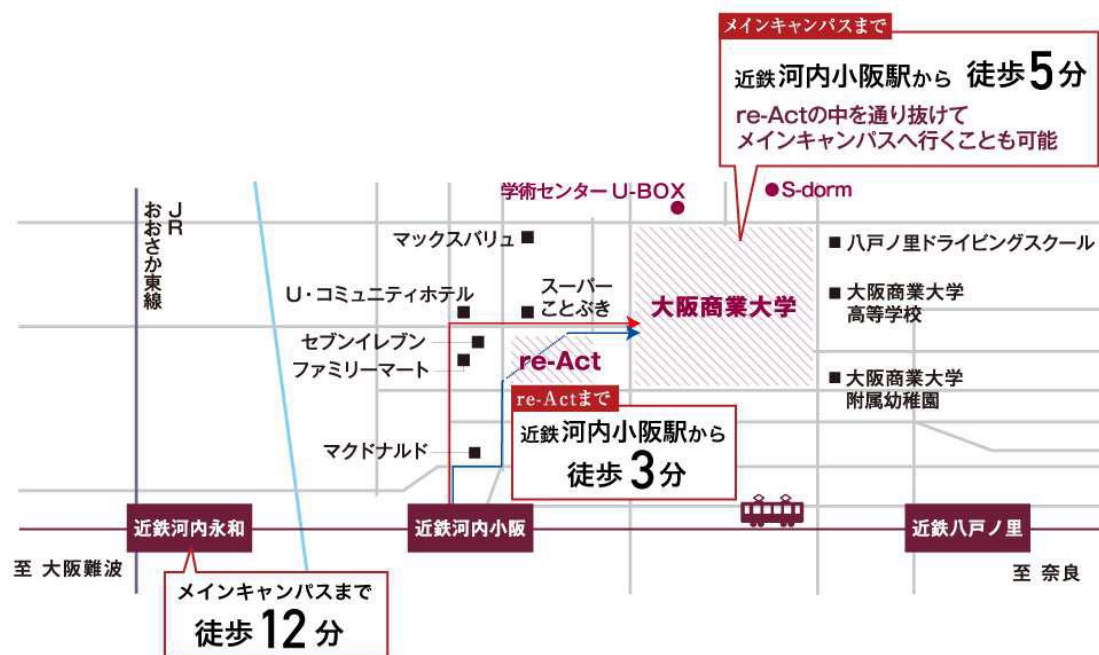 メインキャンパスまで
近鉄 河内小阪駅から 徒歩5分
re-Actの中を通り抜けて
メインキャンパスへ行くことも可能
学術センター U-BOX
S-dorm
JR
おおさか東線
マックスバリュ
八戸ノ里ドライビングスクール
U・コミュニティホテル
スーパー
ことぶき
大阪商業大学
大阪商業大学
高等学校
セブンイレブン
ファミリーマート
re-Act
大阪商業大学
附属幼稚園
re-Actまで
近鉄 河内小阪駅から
徒歩 3 分
マクドナルド
近鉄河内永和
近鉄河内小阪
近鉄八戸ノ里
至 大阪難波
至 奈良
メインキャンパスまで
徒歩 12 分